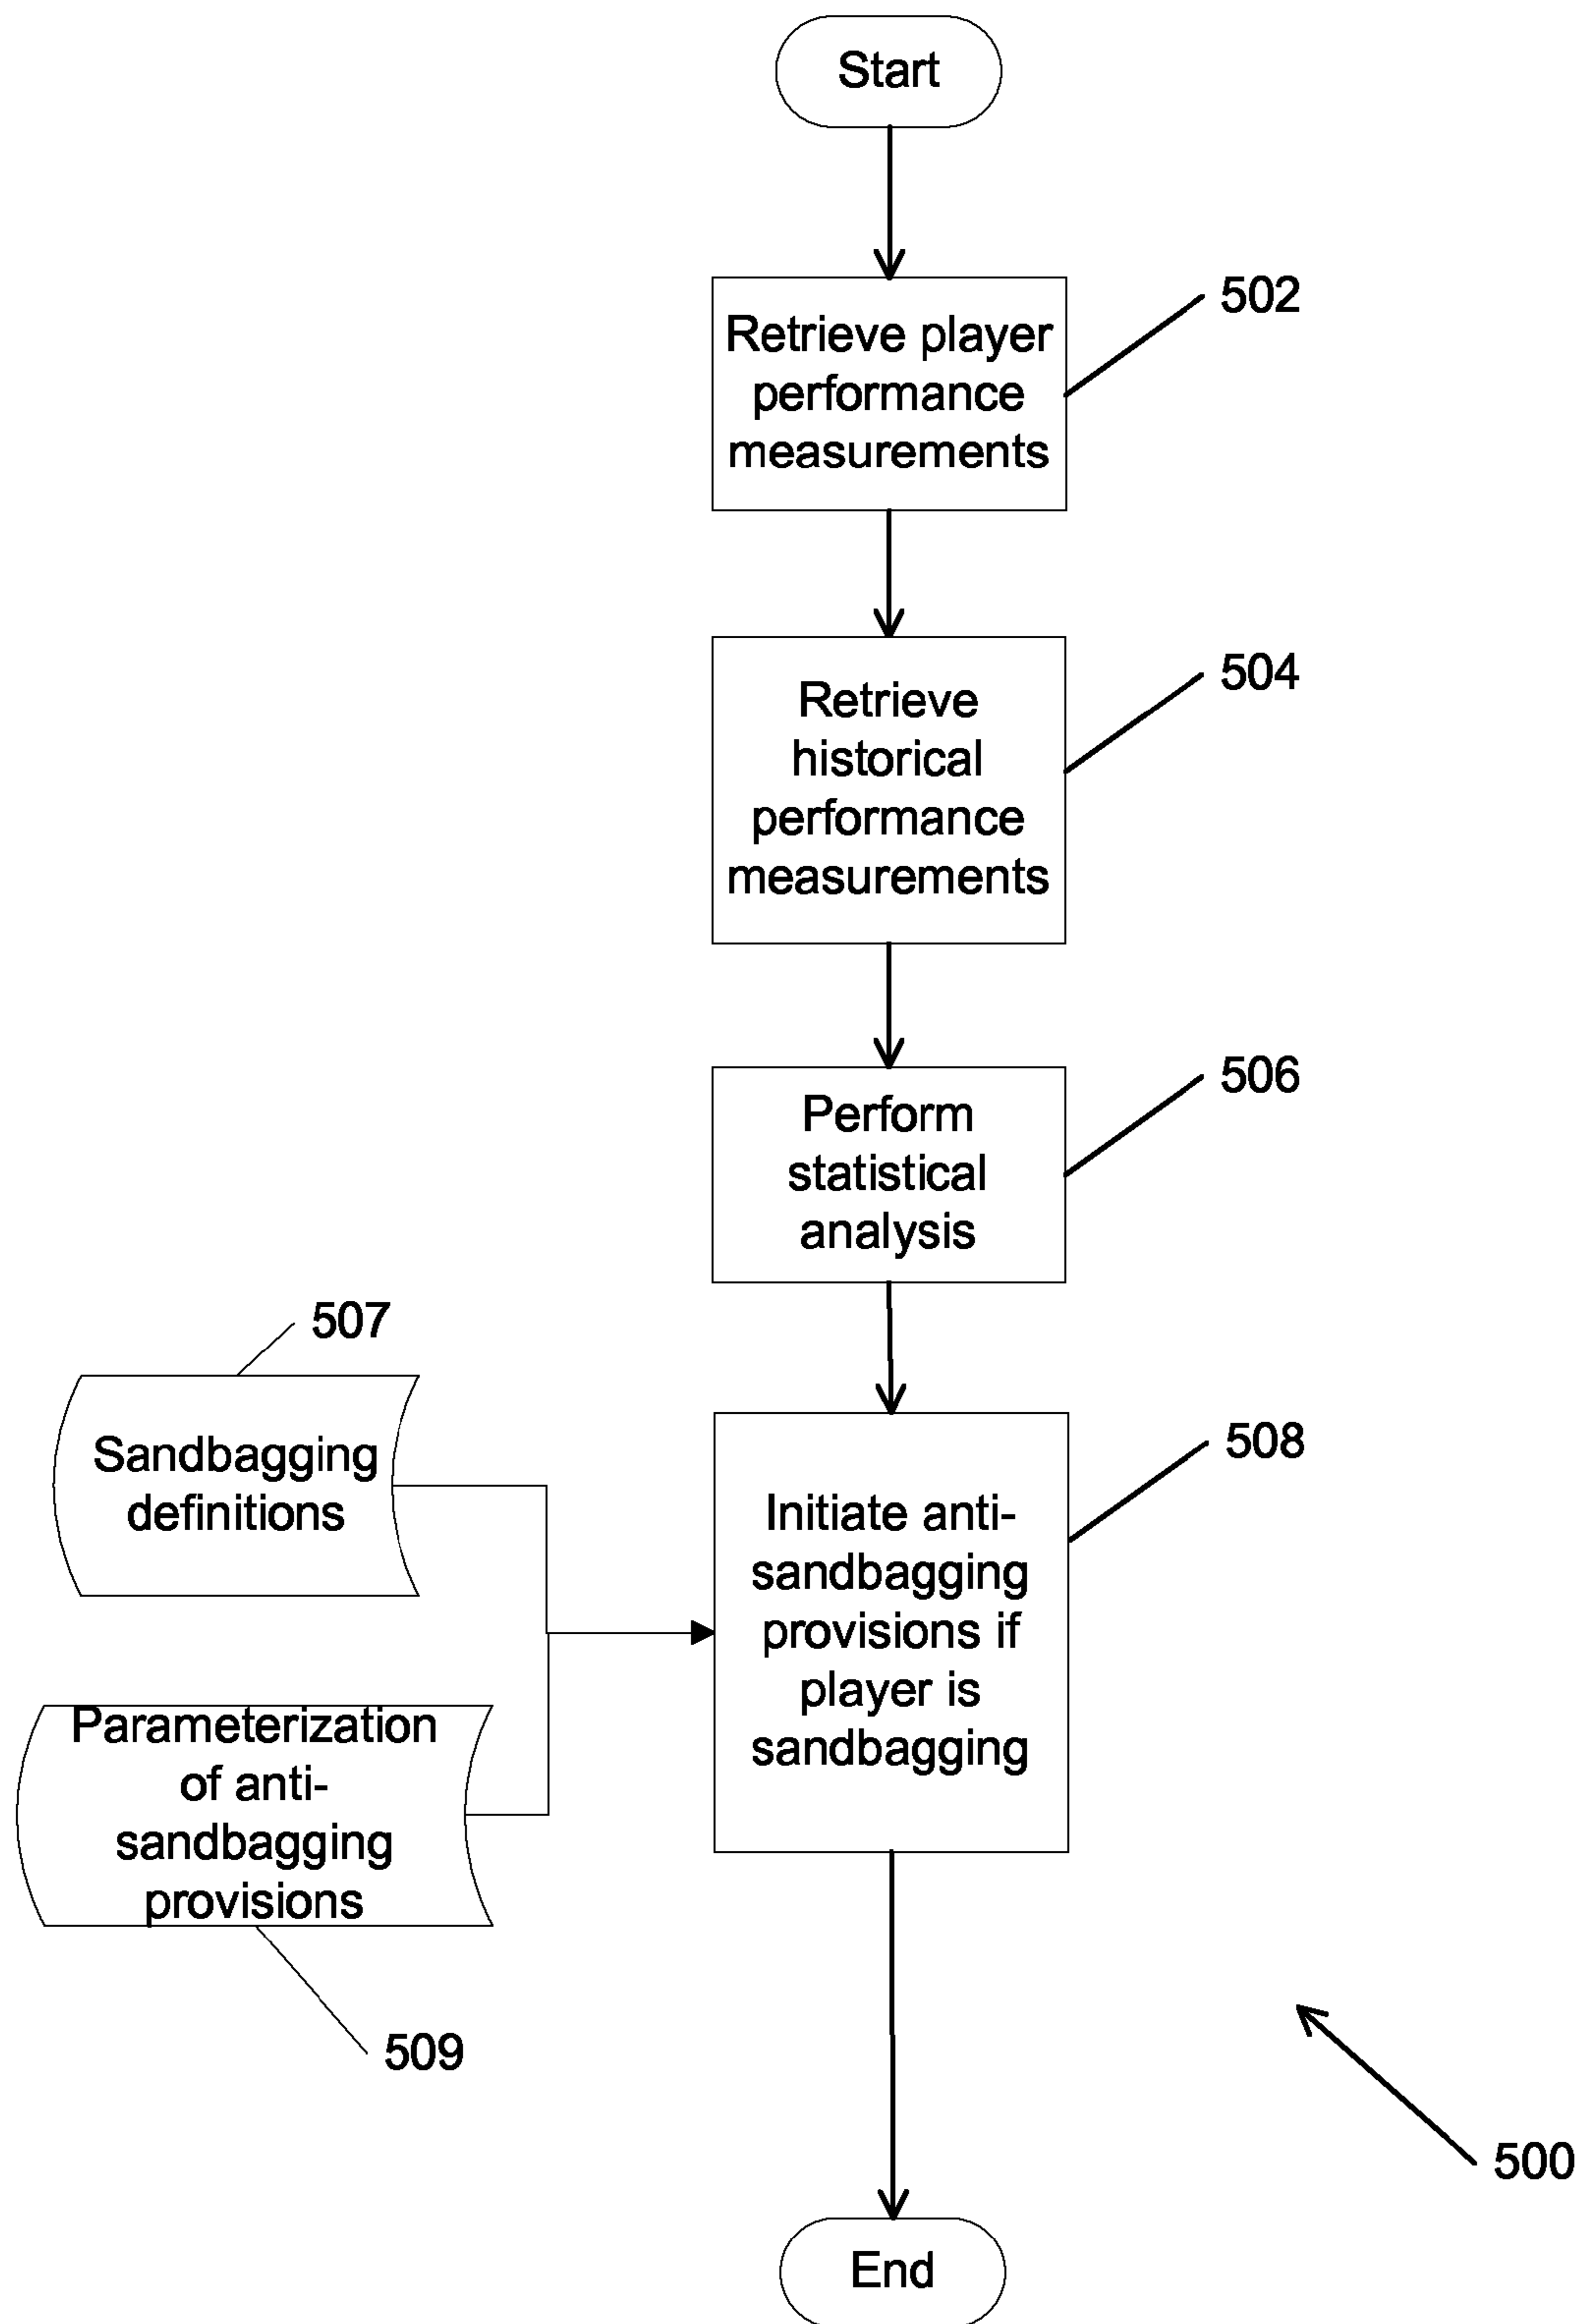 Start
Retrieve player
performance
measurements
502
Retrieve
historical
performance
measurements
504
Perform
statistical
analysis
506
507
Sandbagging
definitions
Initiate anti-
sandbagging
provisions if
player is
sandbagging
508
Parameterization
of anti-
sandbagging
provisions
509
500
End